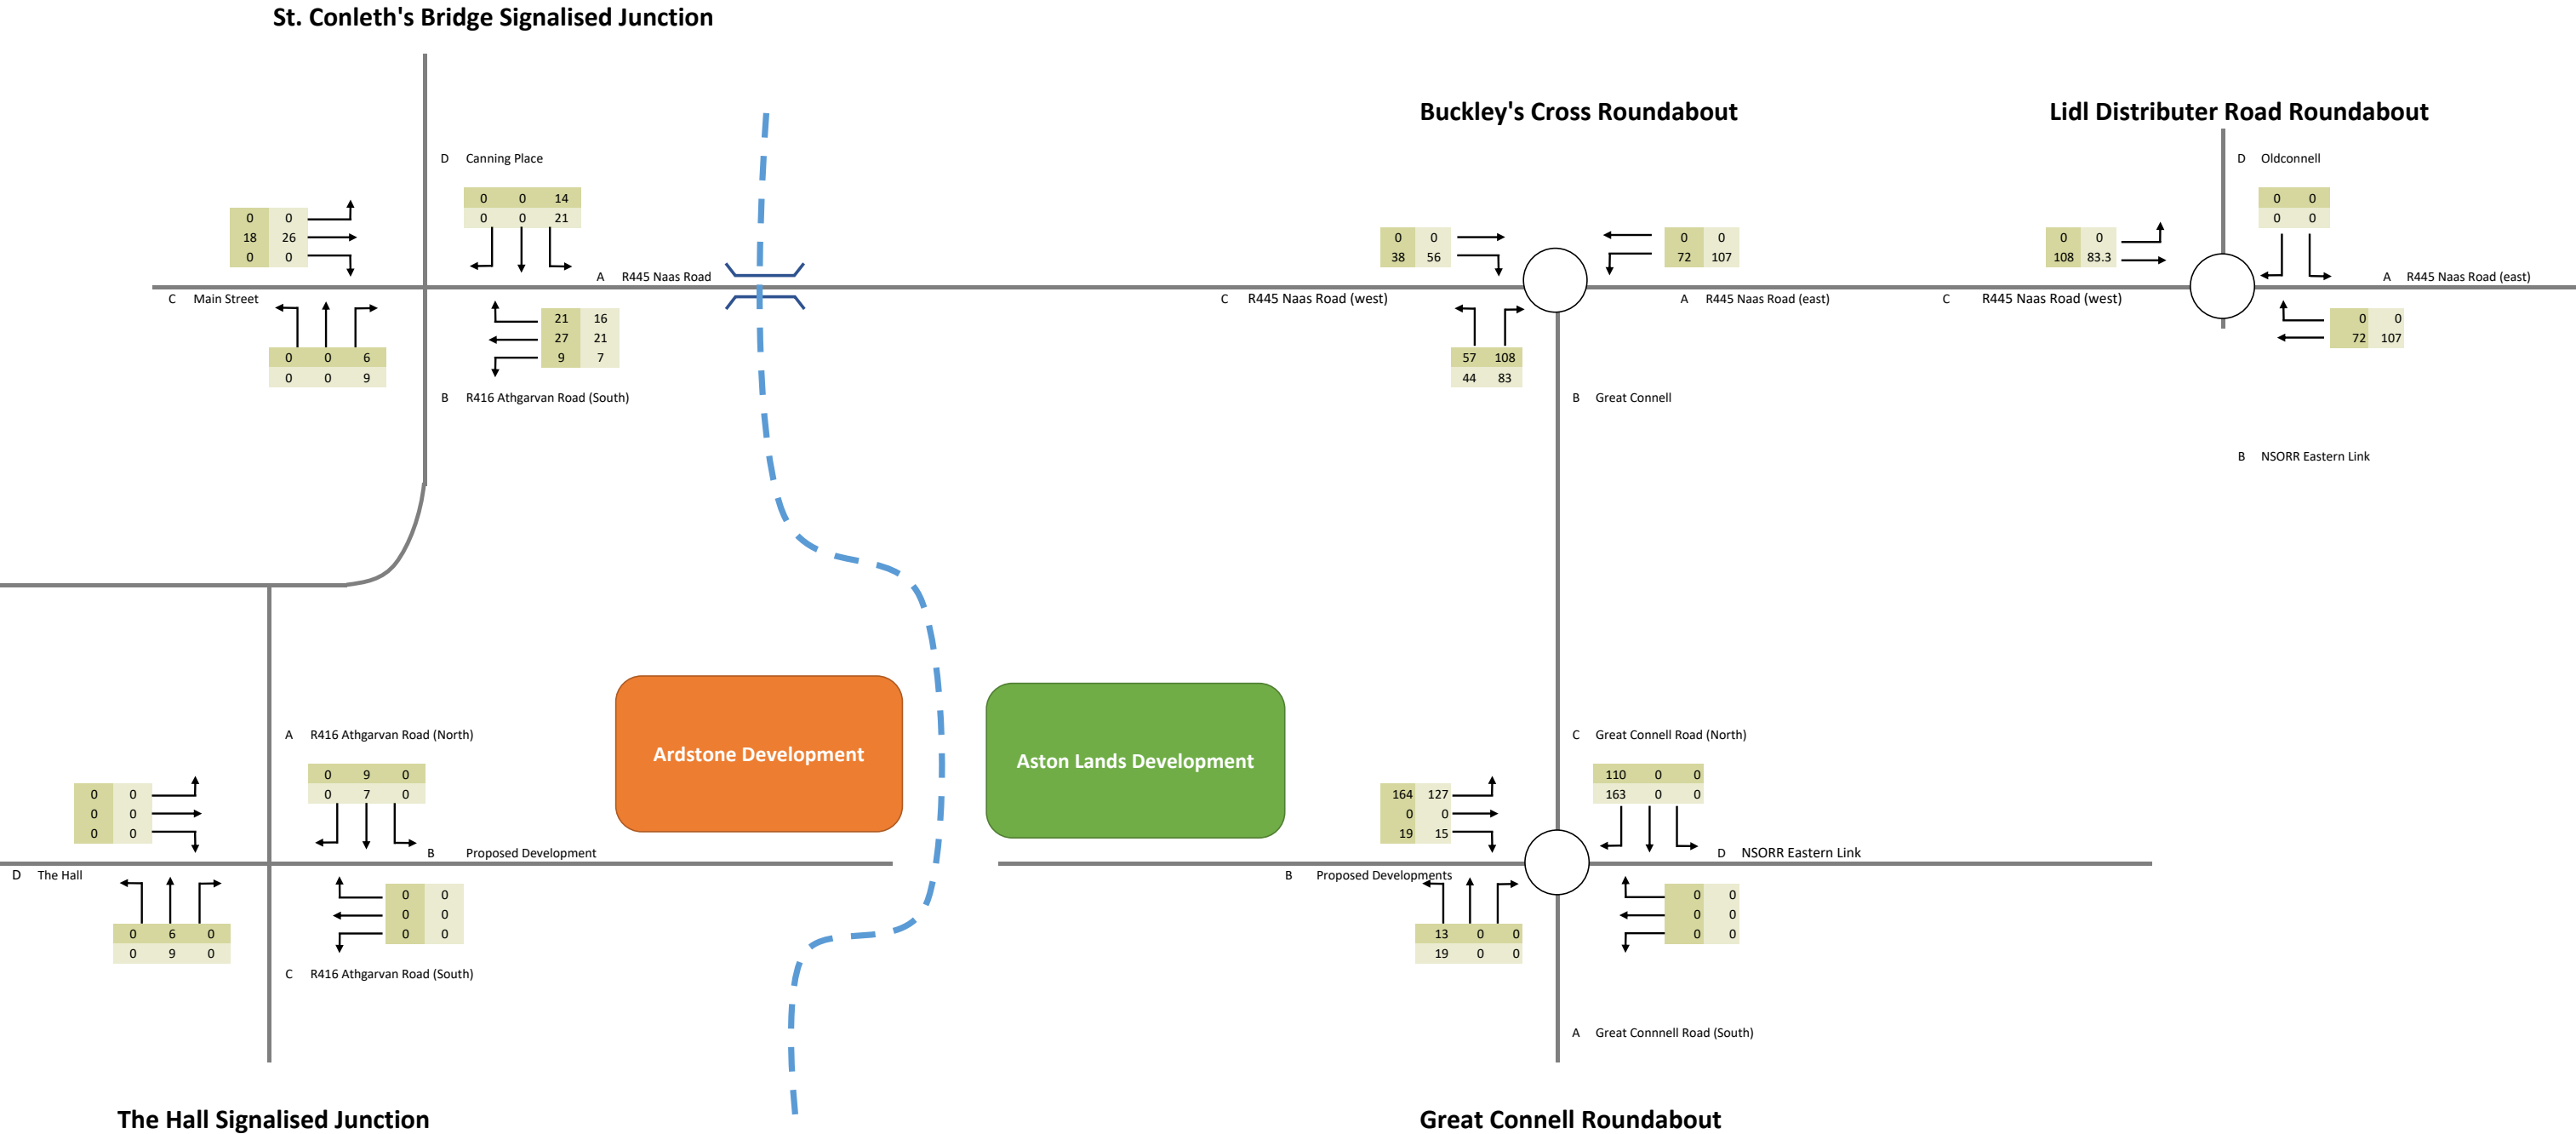 St. Conleth's Bridge Signalised Junction
Buckley's Cross Roundabout
Lidl Distributer Road Roundabout
D Canning Place
0 0 14
0 0 21
0 0
18 26
0 0
A R445 Naas Road
C Main Street
21 16
27 21
9 7
0 0 6
0 0 9
B R416 Athgarvan Road (South)
0 0
38 56
0 0
72 107
C R445 Naas Road (west)
A R445 Naas Road (east)
57 108
44 83
B Great Connell
D Oldconnell
0 0
0 0
0 0
108 83.3
A R445 Naas Road (east)
C R445 Naas Road (west)
0 0
72 107
B NSORR Eastern Link
Ardstone Development
Aston Lands Development
A R416 Athgarvan Road (North)
0 9 0
0 7 0
0 0
0 0
0 0
B Proposed Development
D The Hall
0 0
0 0
0 0
0 6 0
0 9 0
C R416 Athgarvan Road (South)
C Great Connell Road (North)
110 0 0
163 0 0
164 127
0 0
19 15
D NSORR Eastern Link
B Proposed Developments
0 0
0 0
0 0
13 0 0
19 0 0
A Great Connnell Road (South)
The Hall Signalised Junction
Great Connell Roundabout